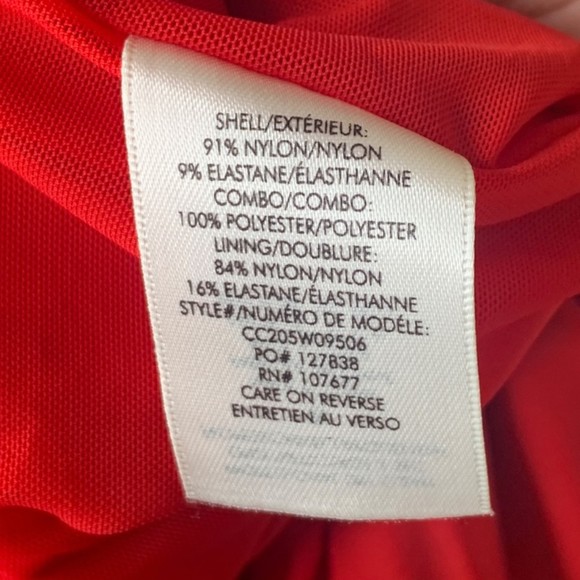 SHELL/EXTÉRIEUR:
91% NYLON/NYLON
9% ELASTANE/ÉLASTHANNE
COMBO/COMBO:
100% POLYESTER/POLYESTER
LINING/DOUBLURE:
84% NYLON/NYLON
16% ELASTANE/ÉLASTHANNE
STYLE#/NUMÉRO DE MODÉLE:
CC205W09506
PO# 127838
RN# 107677
CARE ON REVERSE
ENTRETIEN AU VERSO